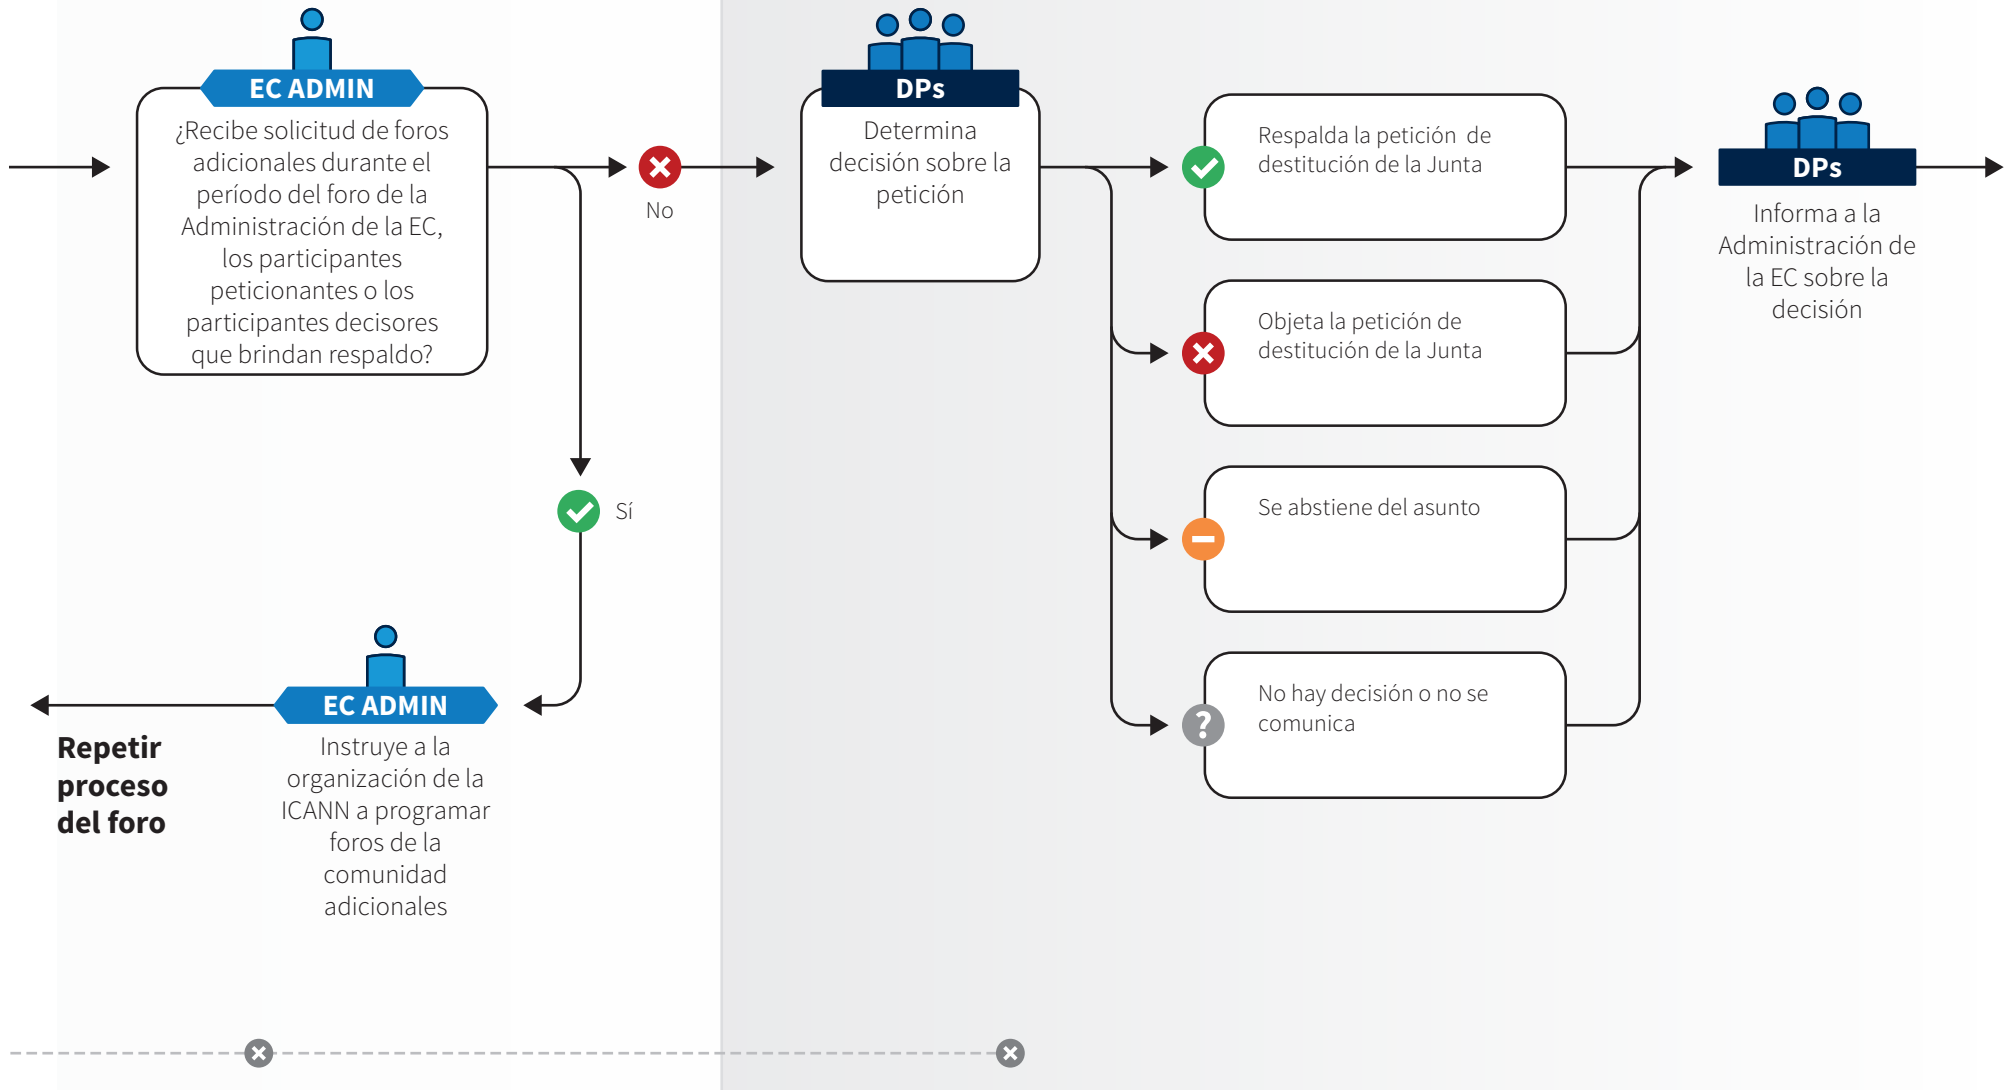 EC ADMIN
¿Recibe solicitud de foros
adicionales durante el
período del foro de la
Administración de la EC,
los participantes
peticionantes o los
participantes decisores
que brindan respaldo?
No
Sí
EC ADMIN
Instruye a la
organización de la
ICANN a programar
foros de la
comunidad
adicionales
Repetir
proceso
del foro
DPs
Determina
decisión sobre la
petición
Respalda la petición de
destitución de la Junta
Objeta la petición de
destitución de la Junta
Se abstiene del asunto
?
No hay decisión o no se
comunica
DPs
Informa a la
Administración de
la EC sobre la
decisión